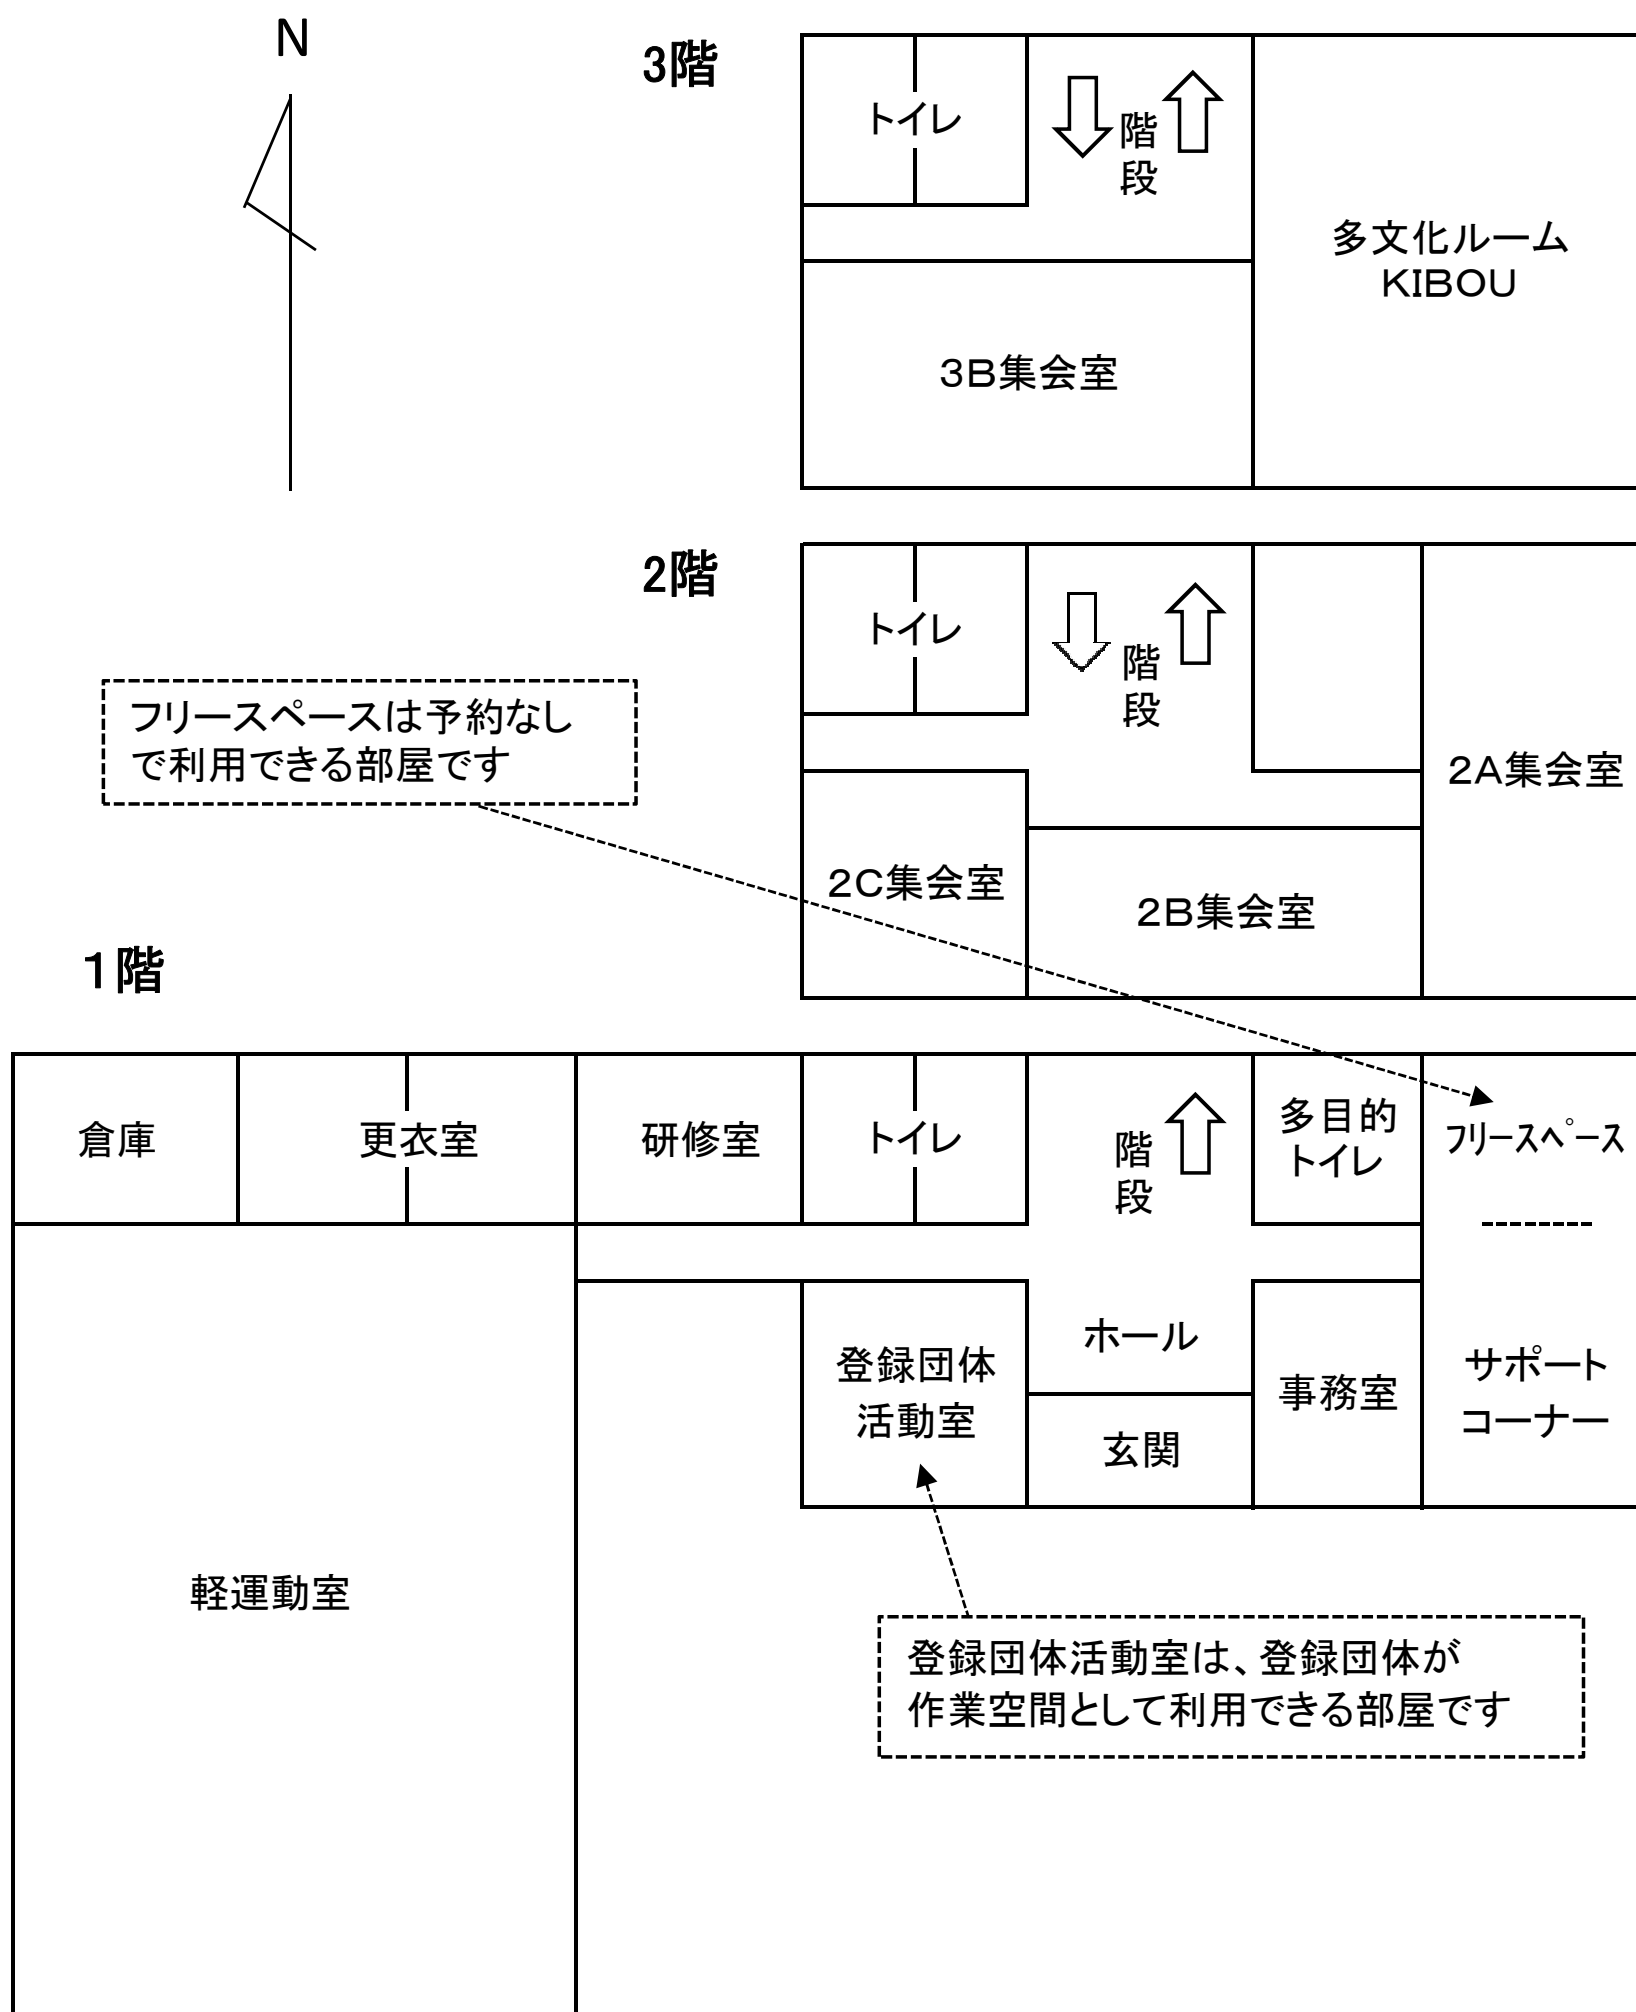 N
3階
トイレ
階
段
多文化ルーム
KIBOU
3B集会室
2階
トイレ
階
段
2A集会室
2C集会室
2B集会室
フリースペースは予約なし
で利用できる部屋です
1階
倉庫
更衣室
研修室
トイレ
階
段
多目的
トイレ
フリースペース
ホール
登録団体
活動室
事務室
サポート
コーナー
玄関
軽運動室
登録団体活動室は、登録団体が
作業空間として利用できる部屋です